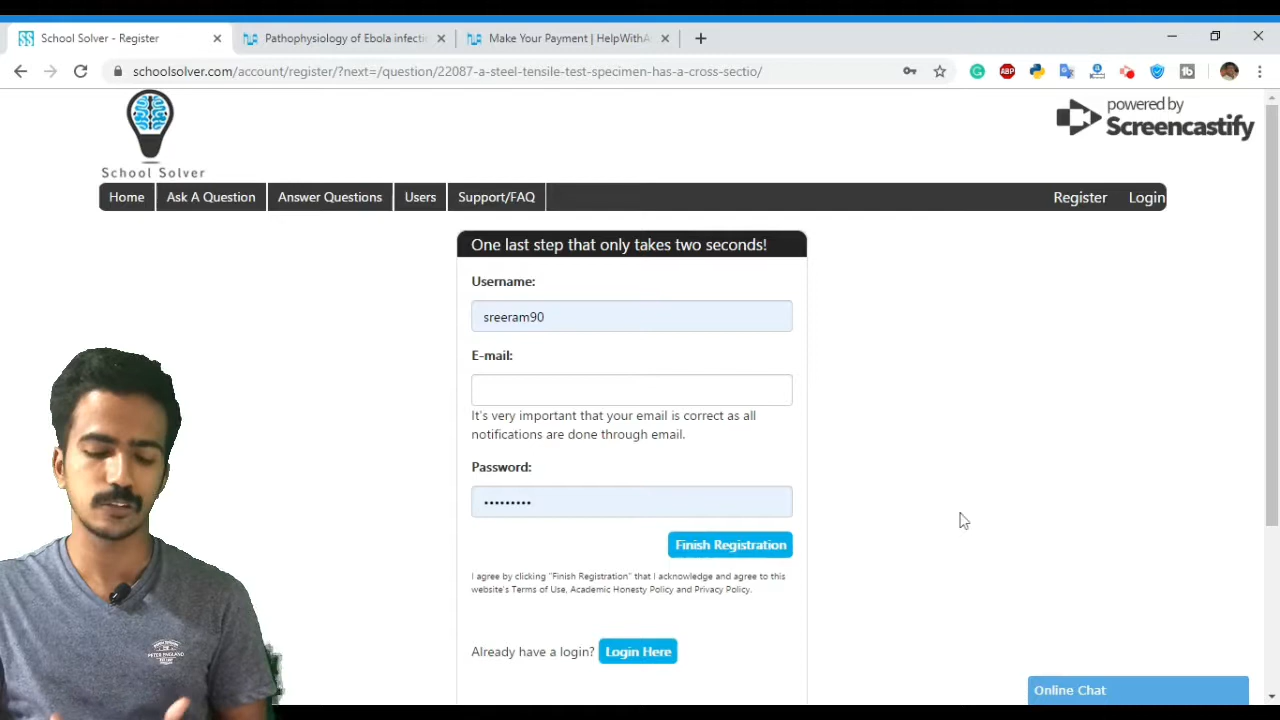 School Solver - Register
Pathophysiology of Ebola infecti
Make Your Payment | HelpWithA
schoolsolver.com/account/register/?next=/question/22087-a-steel-tensile-test-specimen-has-a-cross-sectio/
ABP
powered by
Screencastify
School Solver
Home
Ask A Question
Answer Questions
Users
Support/FAQ
Register
Login
One last step that only takes two seconds!
Username:
sreeram90
E-mail:
It's very important that your email is correct as all
notifications are done through email.
Password:
•••••••••
Finish Registration
I agree by clicking "Finish Registration" that I acknowledge and agree to this
website's Terms of Use, Academic Honesty Policy and Privacy Policy.
Already have a login? Login Here
PETER ENGLAND
Online Chat